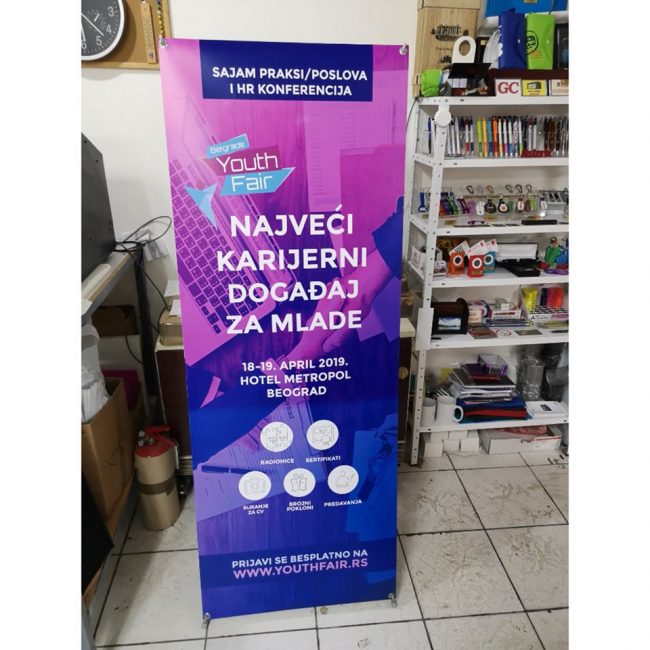 SAJAM PRAKSI/POSLOVA
I HR KONFERENCIJA
Belgrade
Youth
Fair
NAJVEĆI
KARIJERNI
DOGAĐAJ
ZA MLADE
18-19. APRIL 2019.
HOTEL METROPOL
BEOGRAD
RADIONICE
SERTIFIKATI
SLIKANJE
ZA CV
BROJNI
POKLONI
PREDAVANJA
PRIJAVI SE BESPLATNO NA
WWW.YOUTHFAIR.RS
GC